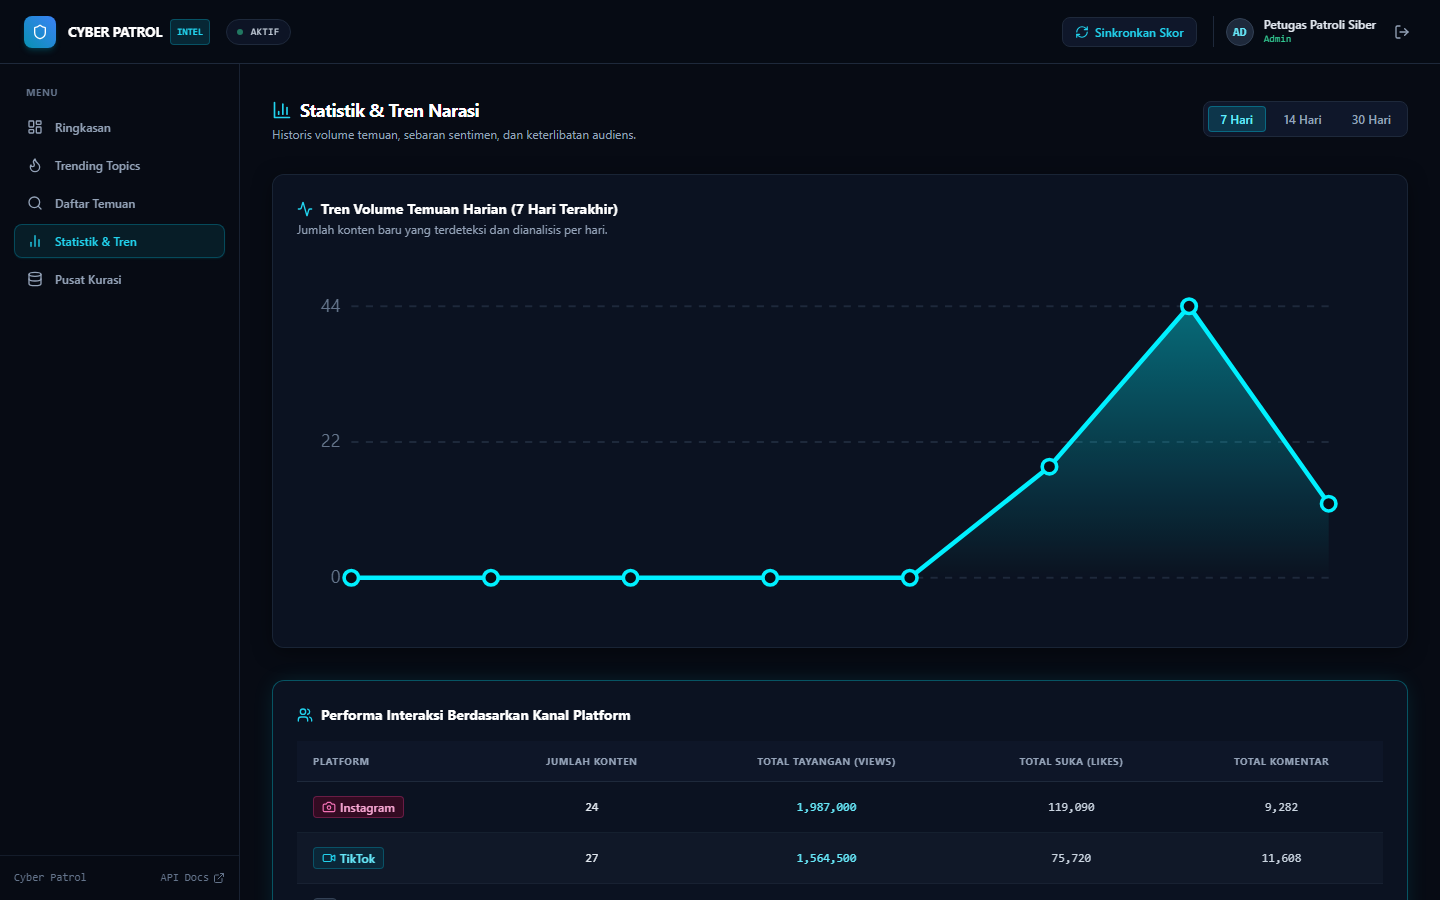 CYBER PATROL INTEL AKTIF
Sinkronkan Skor
AD
Petugas Patroli Siber
Admin
MENU
Ringkasan
Trending Topics
Daftar Temuan
Statistik & Tren
Pusat Kurasi
Cyber Patrol
API Docs
Statistik & Tren Narasi
Historis volume temuan, sebaran sentimen, dan keterlibatan audiens.
7 Hari 14 Hari 30 Hari
Tren Volume Temuan Harian (7 Hari Terakhir)
Jumlah konten baru yang terdeteksi dan dianalisis per hari.
44
22
0
Performa Interaksi Berdasarkan Kanal Platform
PLATFORM JUMLAH KONTEN TOTAL TAYANGAN (VIEWS) TOTAL SUKA (LIKES) TOTAL KOMENTAR
Instagram 24 1,987,000 119,090 9,282
TikTok 27 1,564,500 75,720 11,608